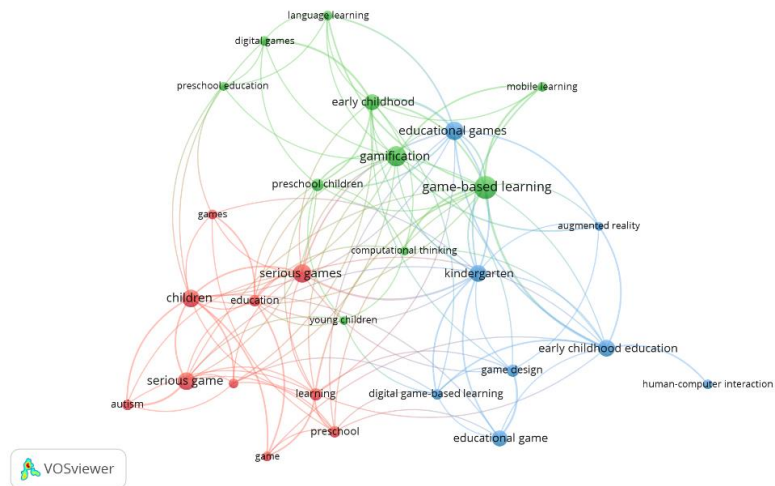 language learning
digital games
preschool education
mobile learning
early childhood
educational games
gamification
preschool children
game-based learning
games
augmented reality
computational thinking
serious games
kindergarten
children
education
young children
early childhood education
game design
serious game
human-computer interaction
learning
digital game-based learning
autism
preschool
educational game
game
VOSviewer